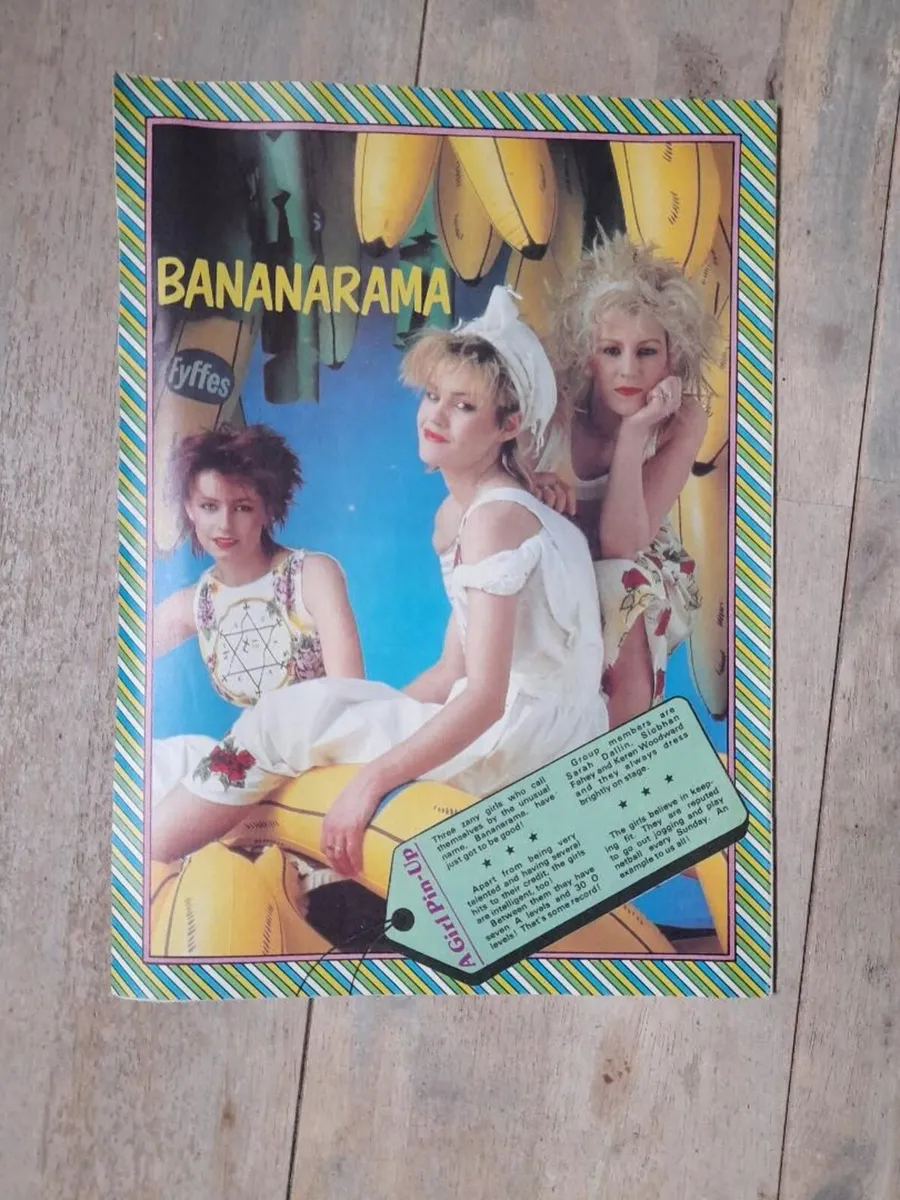 BANANARAMA
Fyffes
A Girl Pin-Up
Three zany girls who call
themselves by the unusual
name, Bananarama, have
just got to be good!
★ ★ ★
Apart from being very
talented and having several
hits to their credit, the girls
are intelligent, too!
Between them they have
seven A levels and 30 O
levels! That's some record!
Group members are
Sarah Dallin, Siobhan
Fahey and Keren Woodward
and they always dress
brightly on stage.
★ ★ ★
The girls believe in keep-
ing fit. They are reputed
to go out jogging and play
netball every Sunday. An
example to us all!